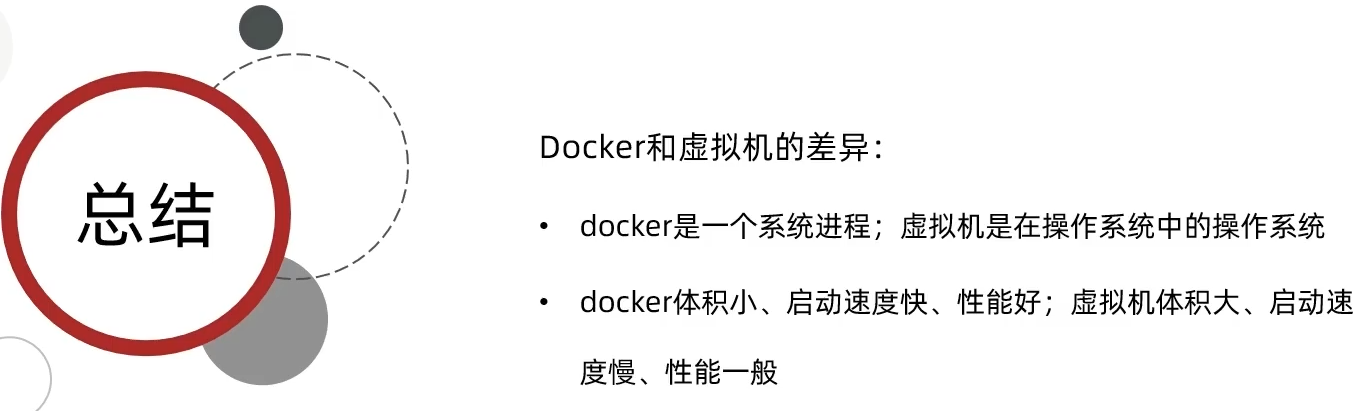 总结
Docker和虚拟机的差异：
• docker是一个系统进程；虚拟机是在操作系统中的操作系统
• docker体积小、启动速度快、性能好；虚拟机体积大、启动速
度慢、性能一般